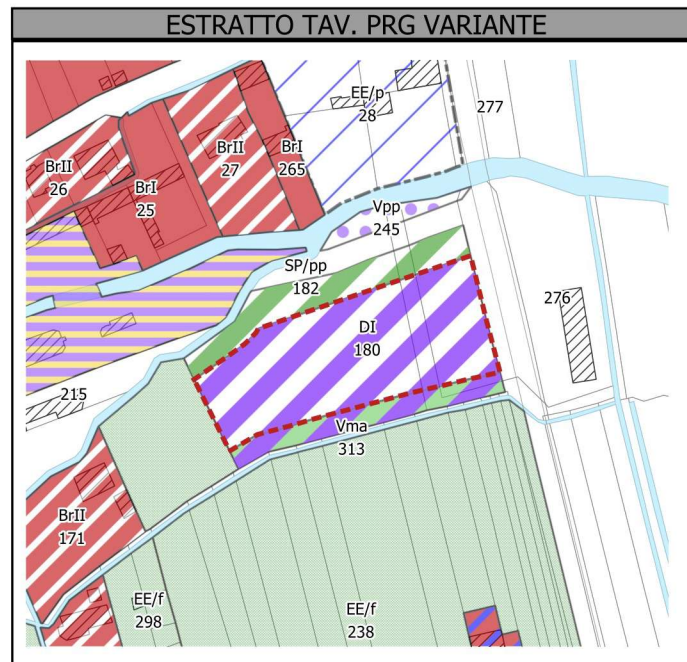 ESTRATTO TAV. PRG VARIANTE
EE/p
28
277
BrII
26
BrI
25
BrII
27
BrI
265
Vpp
245
SP/pp
182
276
DI
180
215
Vma
313
BrII
171
EE/f
298
EE/f
238